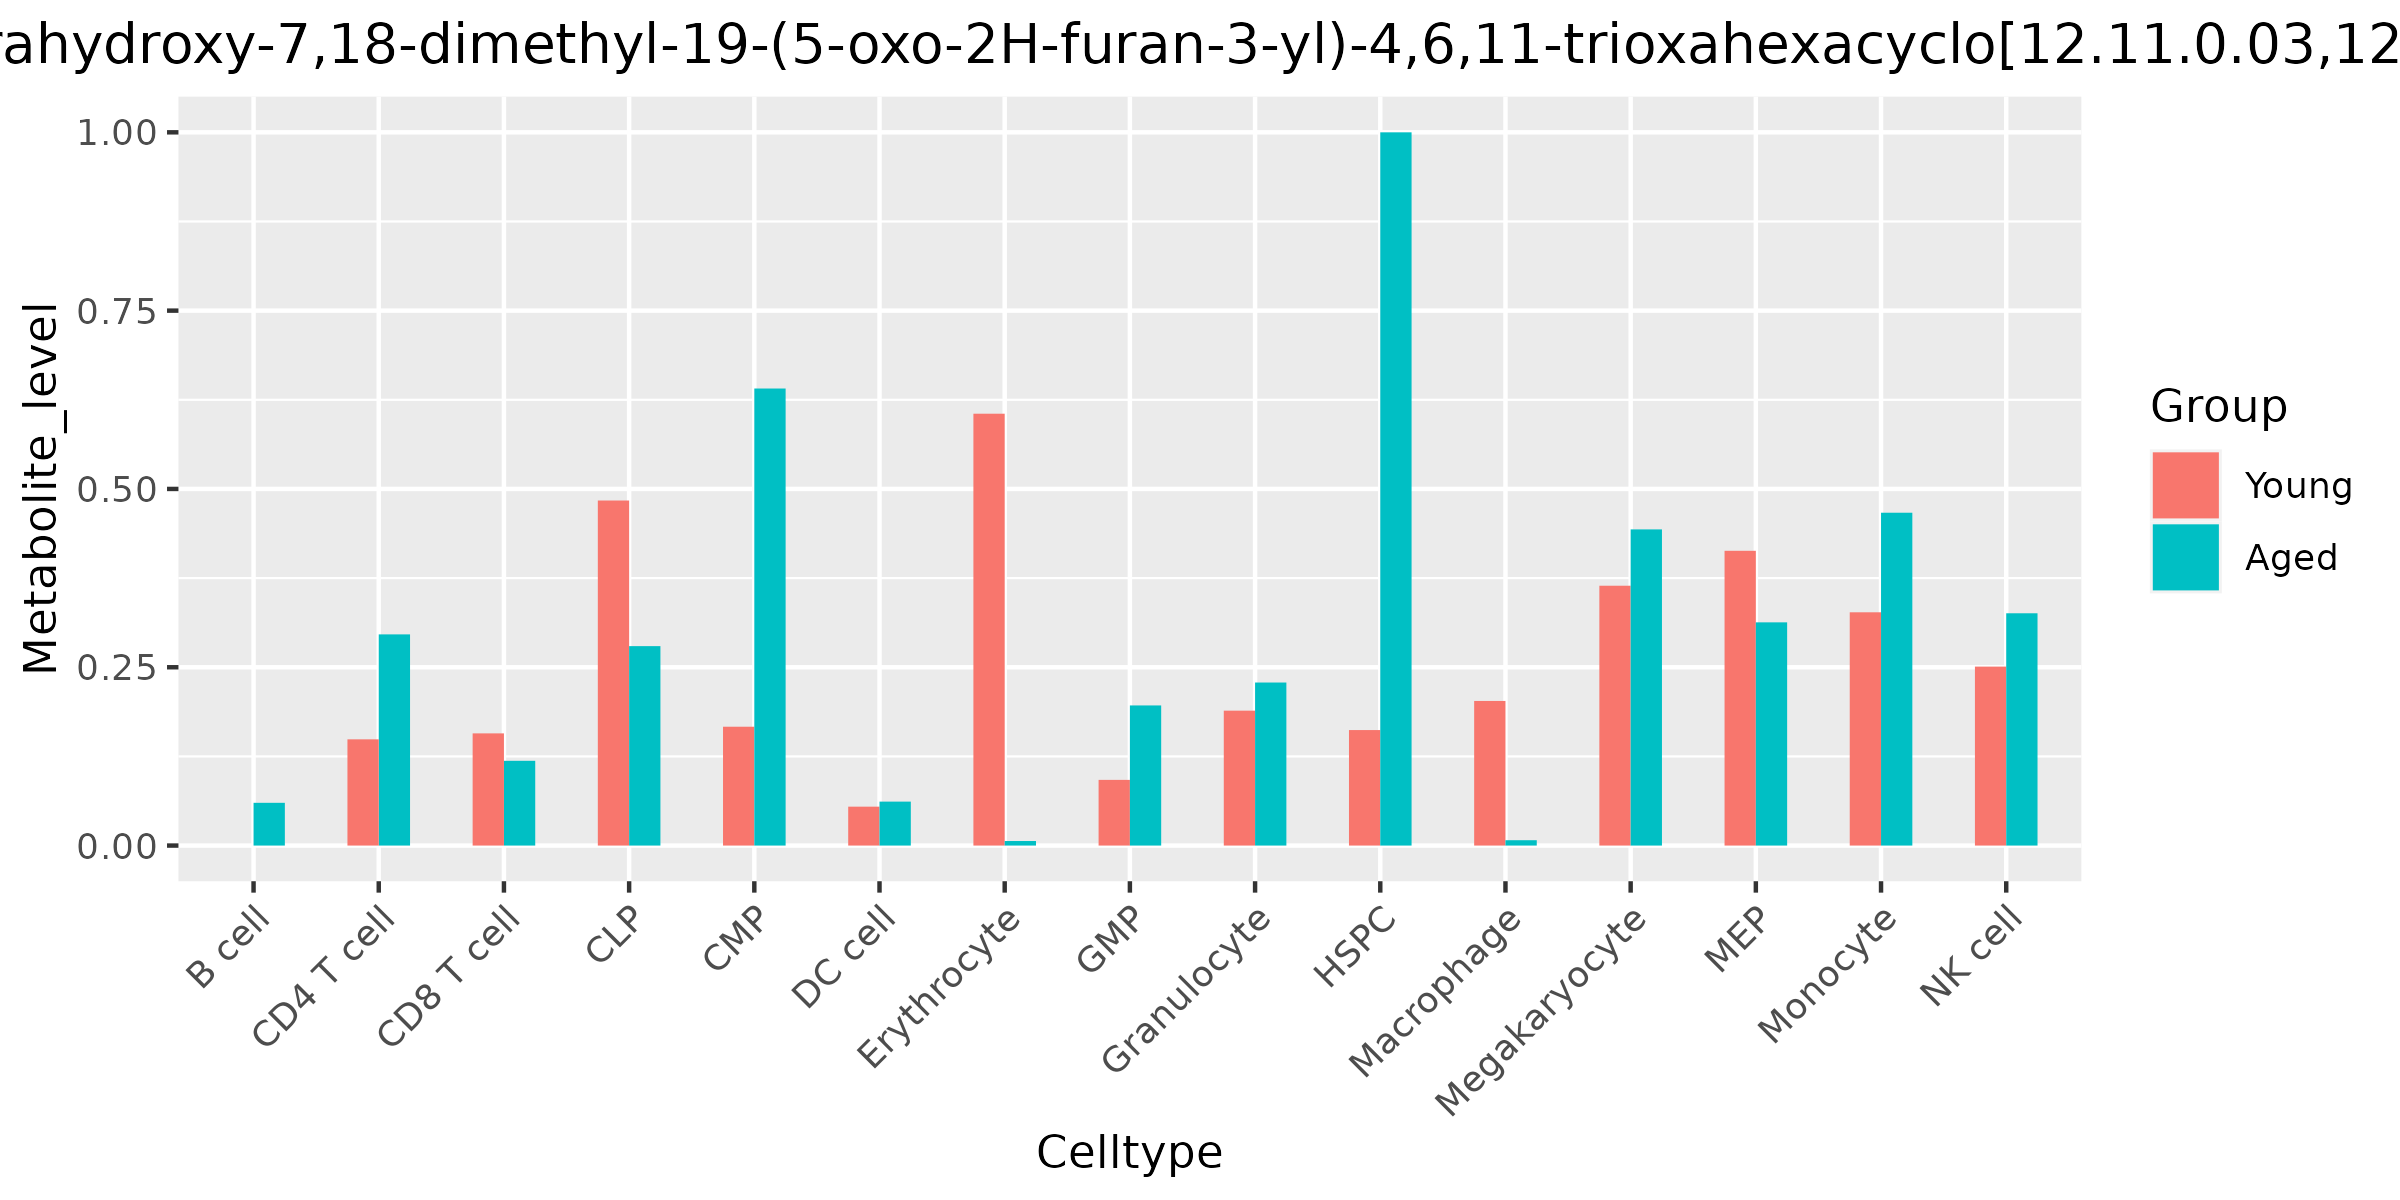 rahydroxy-7,18-dimethyl-19-(5-oxo-2H-furan-3-yl)-4,6,11-trioxahexacyclo[12.11.0.03,12
Metabolite_level
1.00
0.75
0.50
0.25
0.00
B cell
CD4 T cell
CD8 T cell
CLP
CMP
DC cell
Erythrocyte
GMP
Granulocyte
HSPC
Macrophage
Megakaryocyte
MEP
Monocyte
NK cell
Celltype
Group
Young
Aged